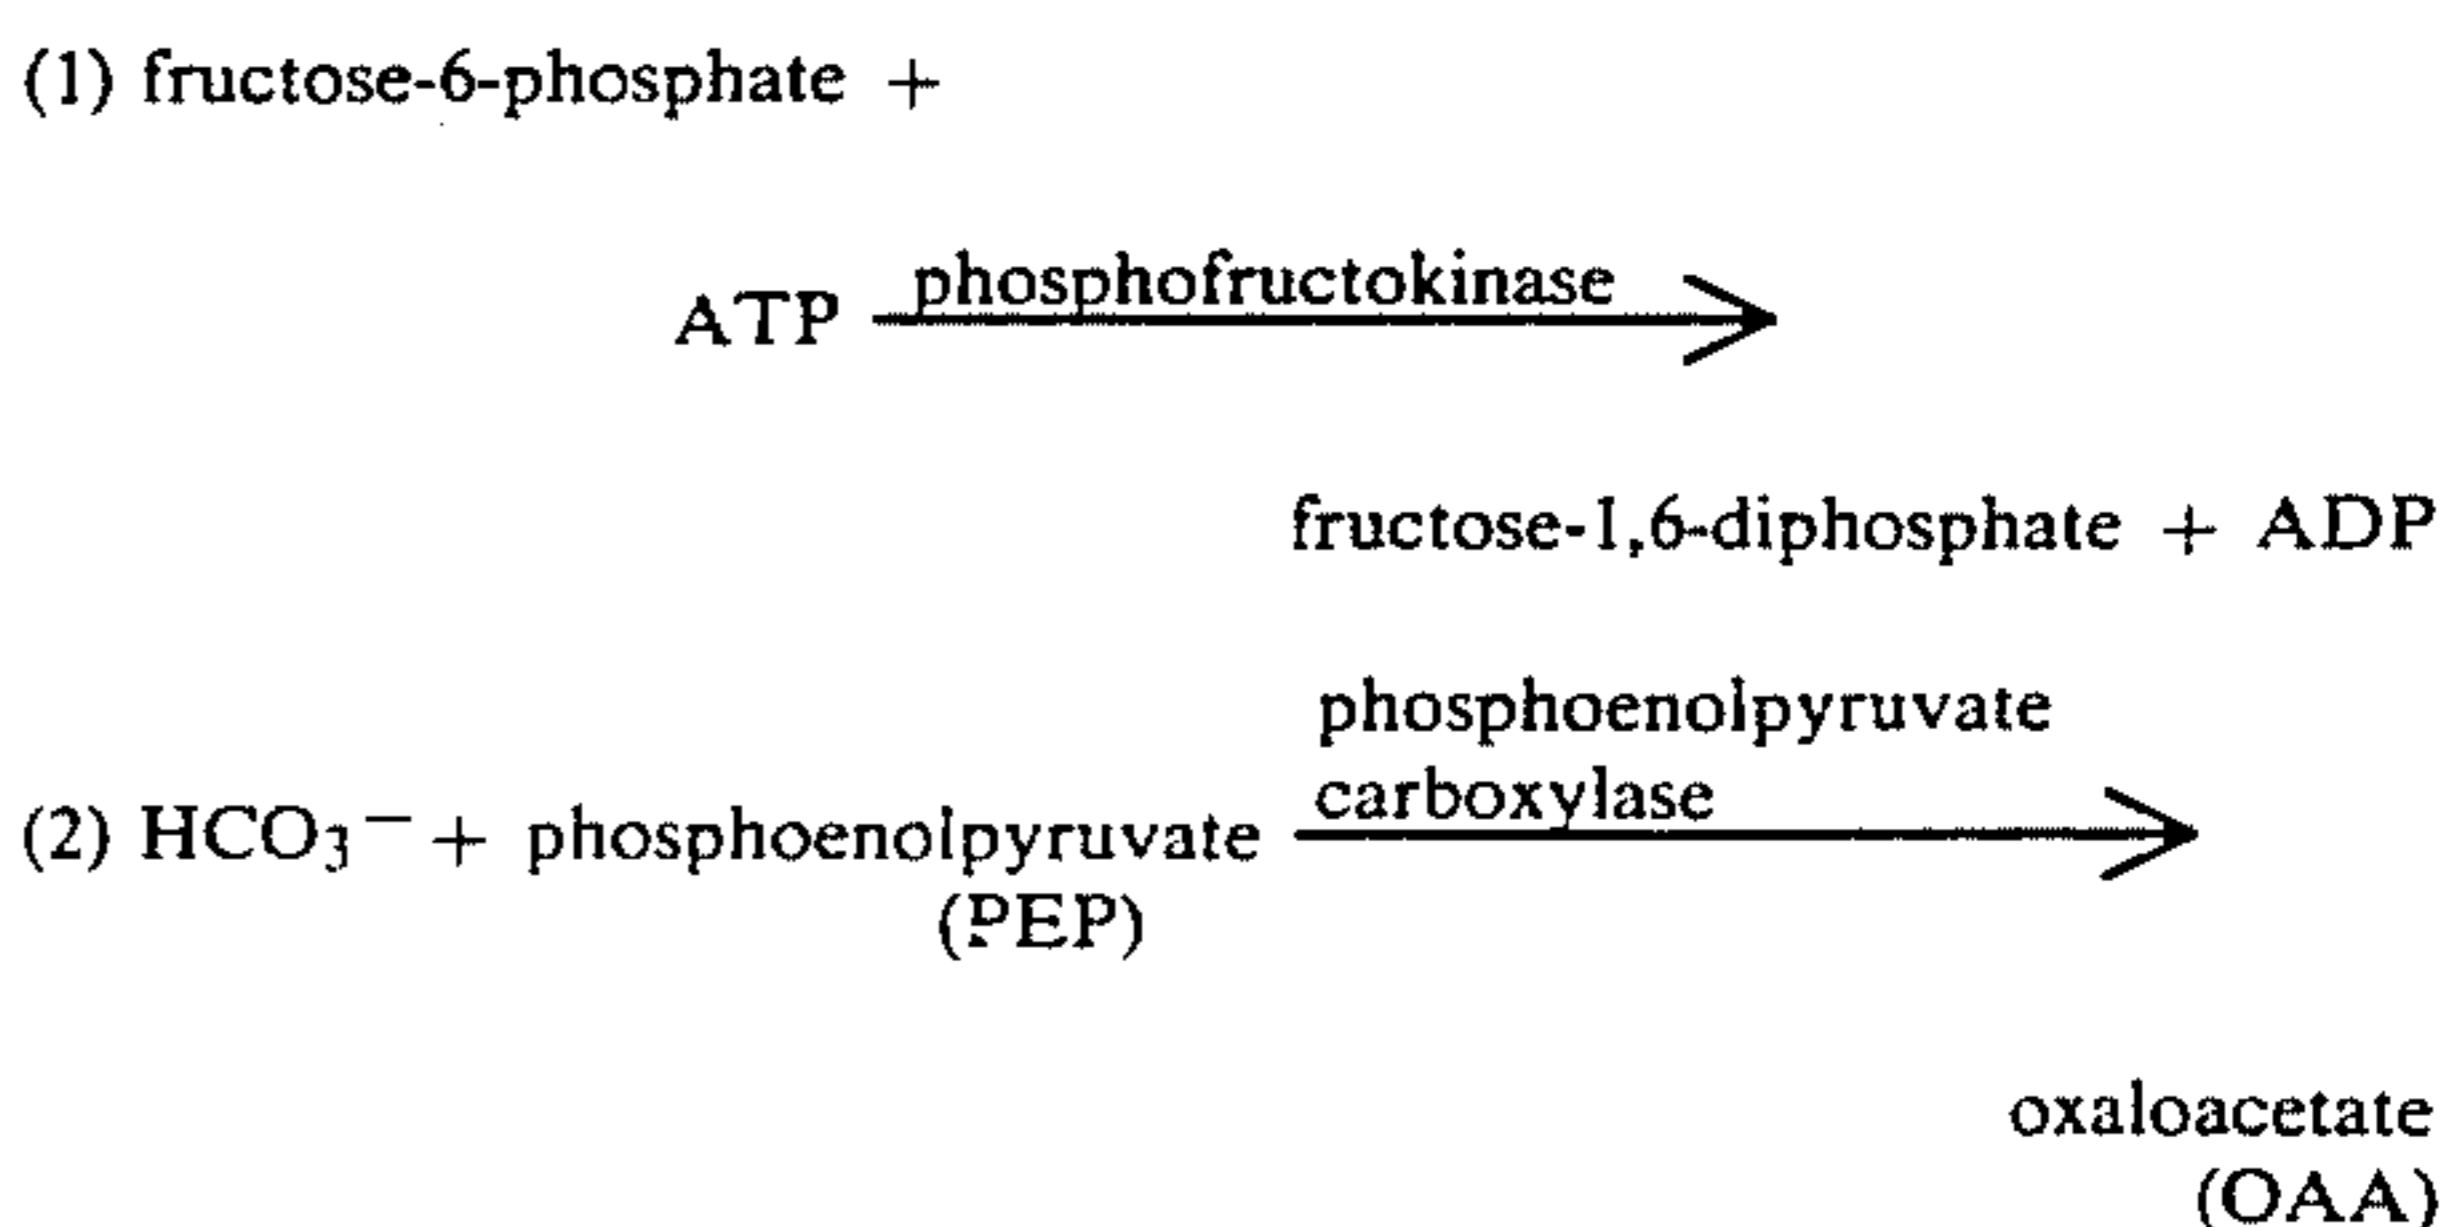 (1) fructose-6-phosphate +
ATP phosphofructokinase
fructose-1,6-diphosphate + ADP
phosphoenolpyruvate
carboxylase
(2) HCO₃⁻ + phosphoenolpyruvate
(PEP)
oxaloacetate
(OAA)